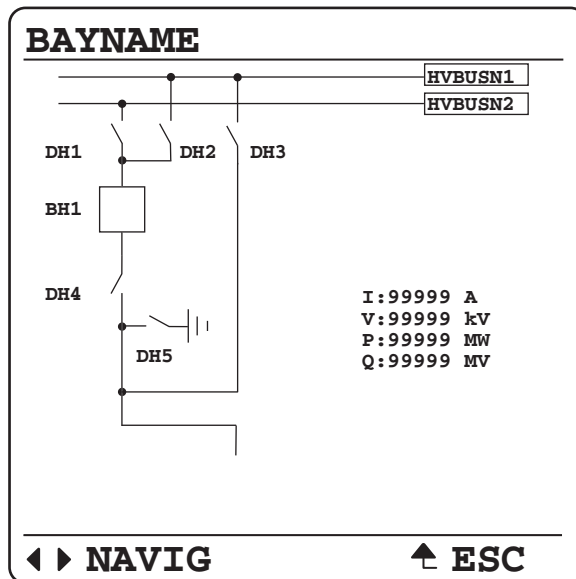 BAYNAME
HVBUSN1
HVBUSN2
DH1
DH2
DH3
BH1
DH4
I:99999 A
V:99999 kV
P:99999 MW
Q:99999 MV
DH5
NAVIG
ESC